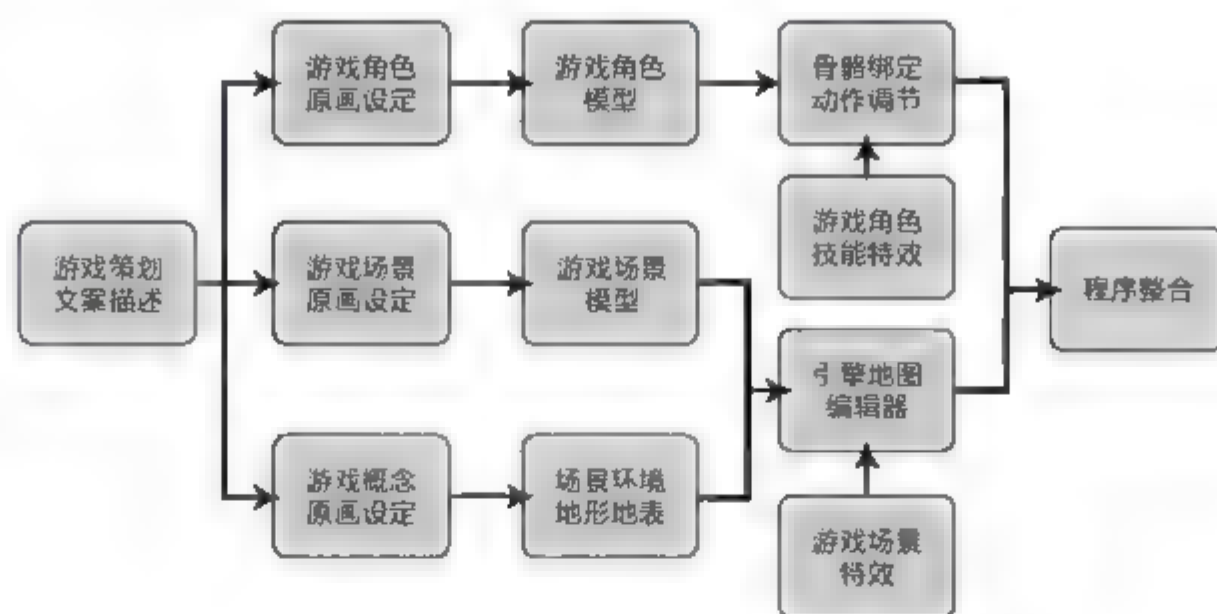 游戏角色
原画设定
游戏角色
模型
骨骼绑定
动作调节
游戏角色
技能特效
游戏策划
文案描述
游戏场景
原画设定
游戏场景
模型
程序整合
引擎地图
编辑器
游戏概念
原画设定
场景环境
地形地表
游戏场景
特效